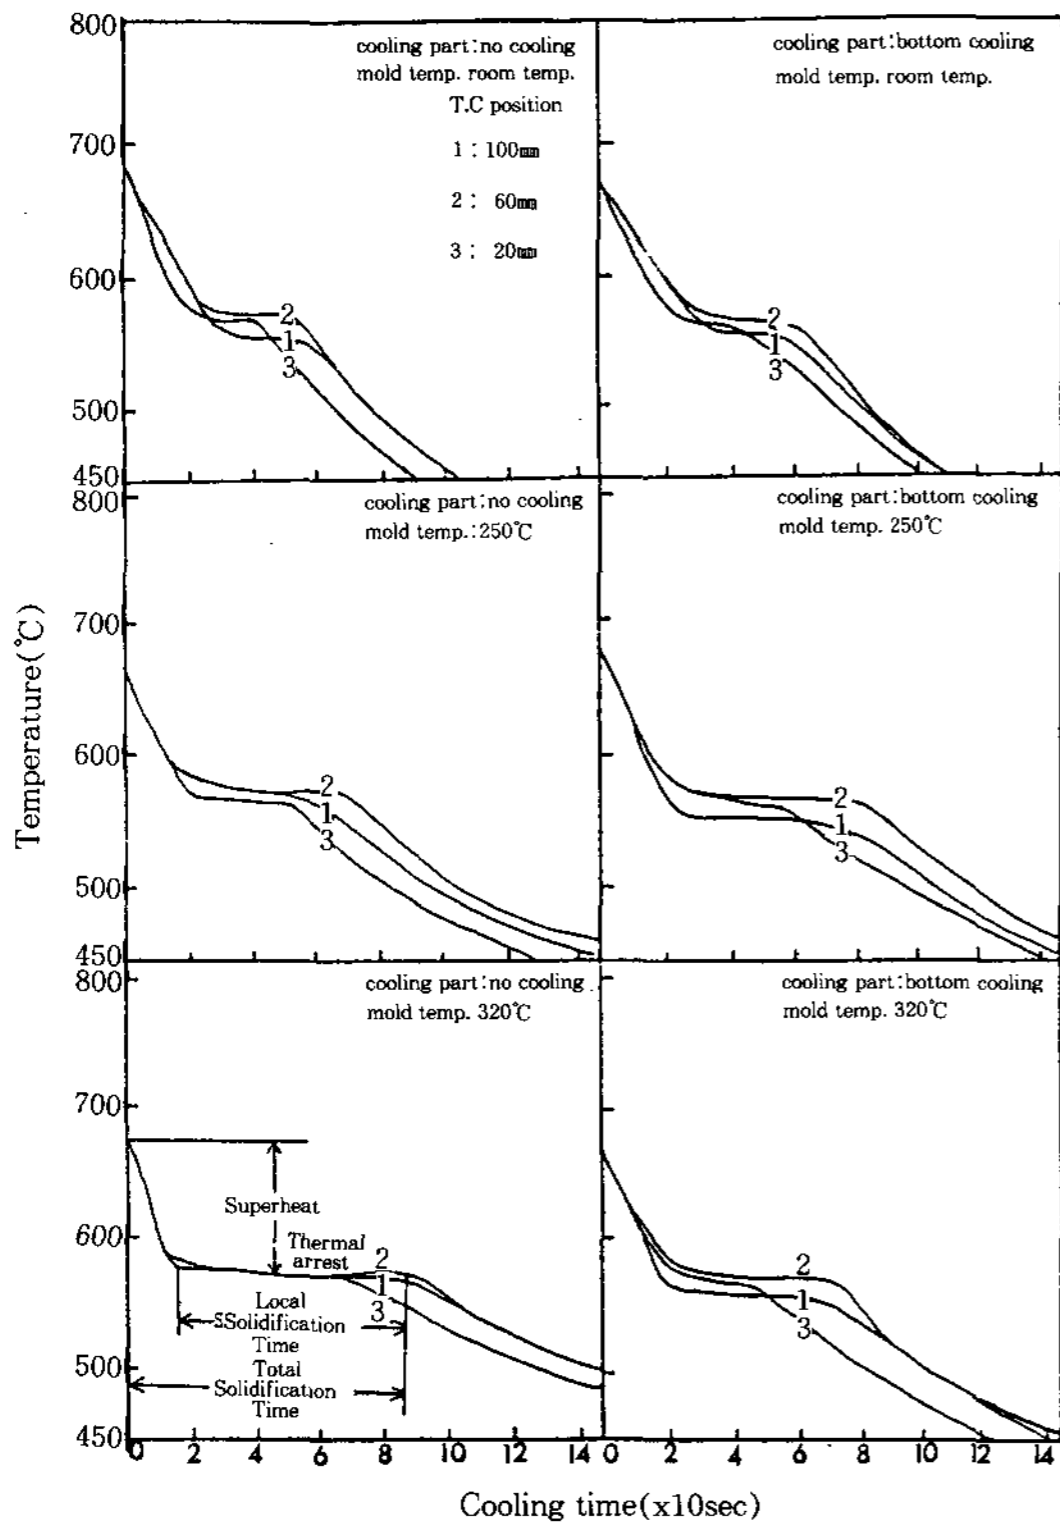 800
700
600
500
450
cooling part:no cooling
mold temp. room temp.
T.C position
1 : 100㎜
2 : 60㎜
3 : 20㎜
2
1
3
cooling part:bottom cooling
mold temp. room temp.
2
1
3
800
700
600
500
450
cooling part:no cooling
mold temp.:250℃
2
1
3
cooling part:bottom cooling
mold temp. 250℃
2
1
3
Temperature(℃)
800
700
600
500
450
cooling part:no cooling
mold temp. 320℃
Superheat
Thermal
arrest
2
1
3
Local
SSolidification
Time
Total
Solidification
Time
cooling part:bottom cooling
mold temp. 320℃
2
1
3
0 2 4 6 8 10 12 14
0 2 4 6 8 10 12 14
Cooling time(x10sec)